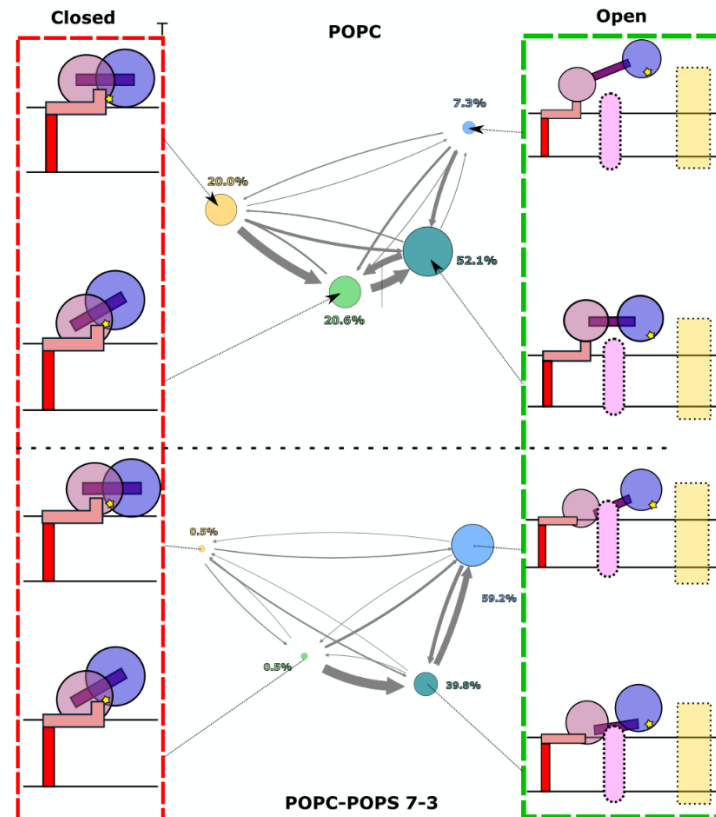 Closed
POPC
Open
7.3%
20.0%
52.1%
20.6%
0.5%
59.2%
0.5%
39.8%
POPC-POPS 7-3